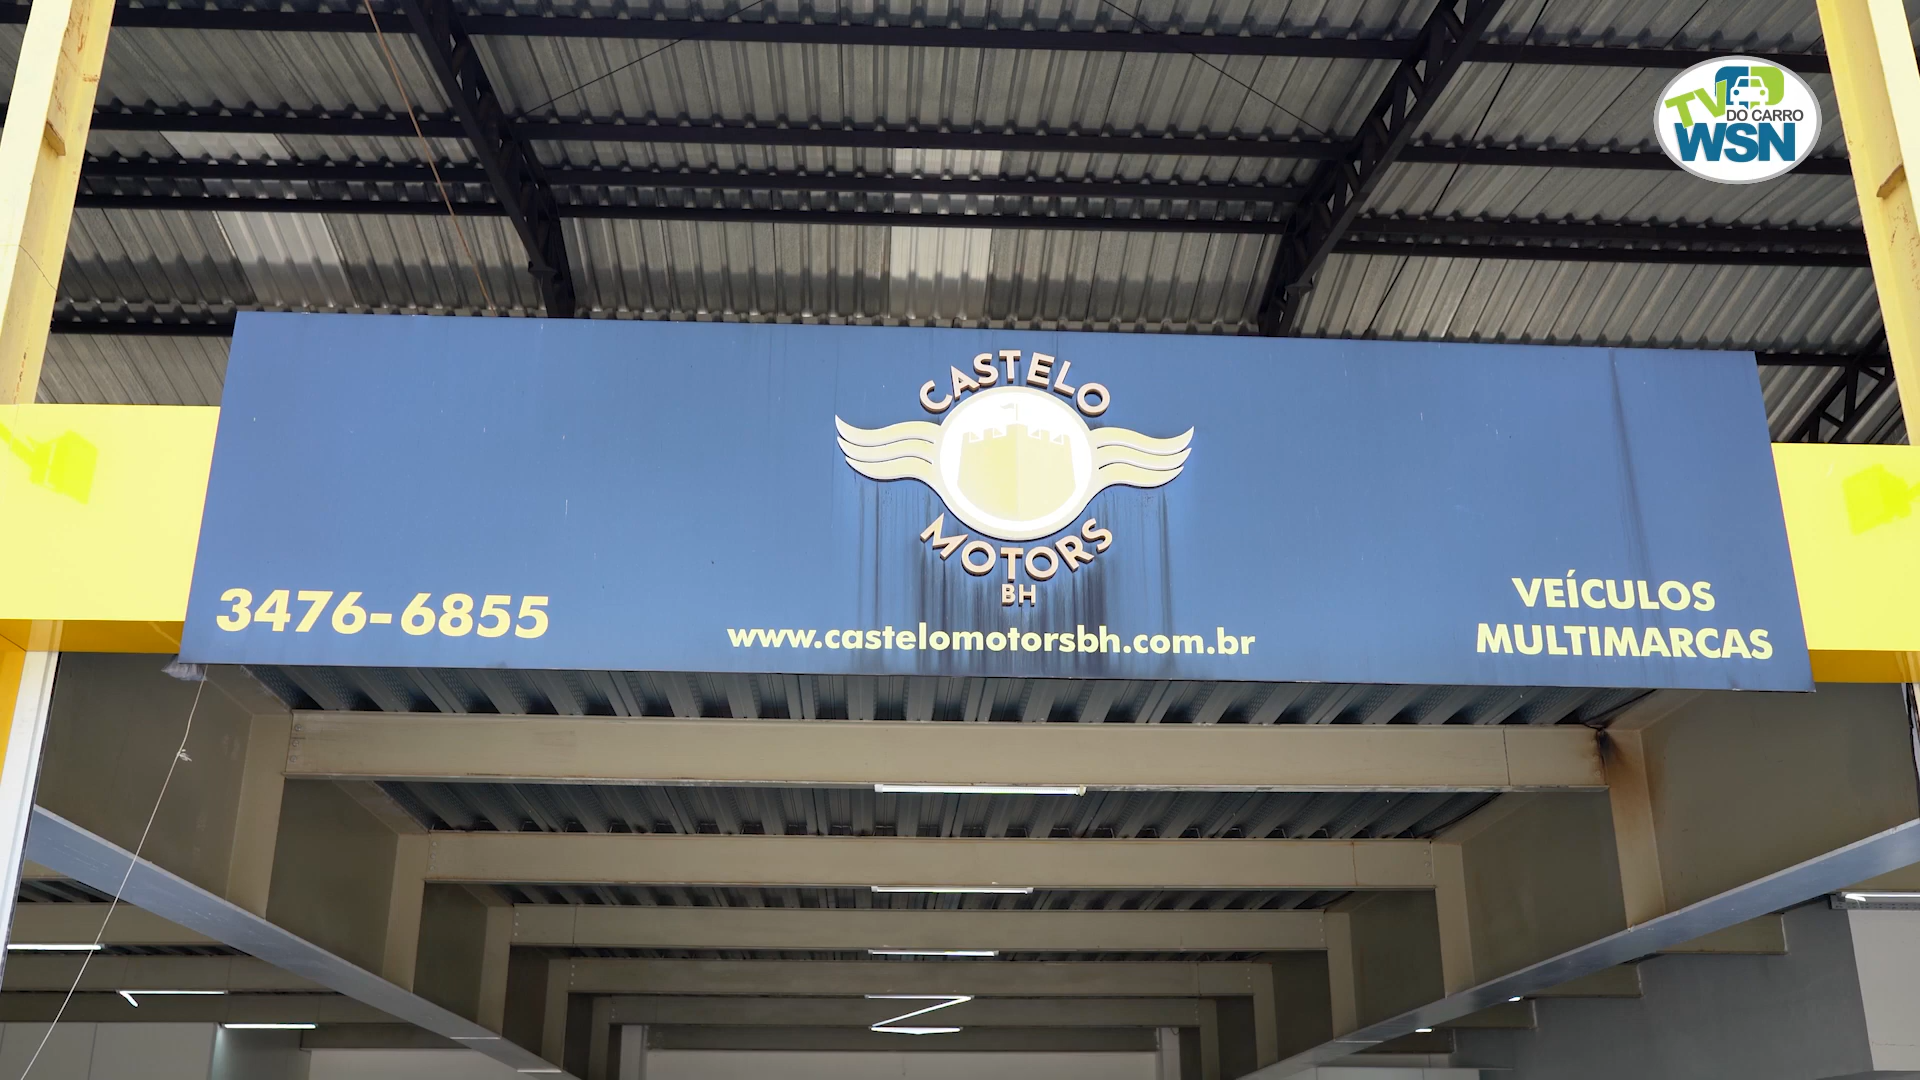 TV DO CARRO
WSN
CASTELO
MOTORS
BH
3476-6855
www.castelomotorsbh.com.br
VEÍCULOS
MULTIMARCAS